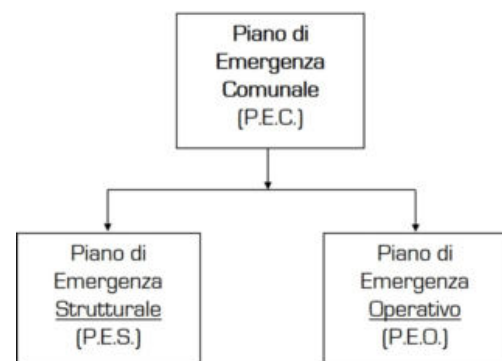 Piano di
Emergenza
Comunale
(P.E.C.)
Piano di
Emergenza
Strutturale
(P.E.S.)
Piano di
Emergenza
Operativo
(P.E.O.)